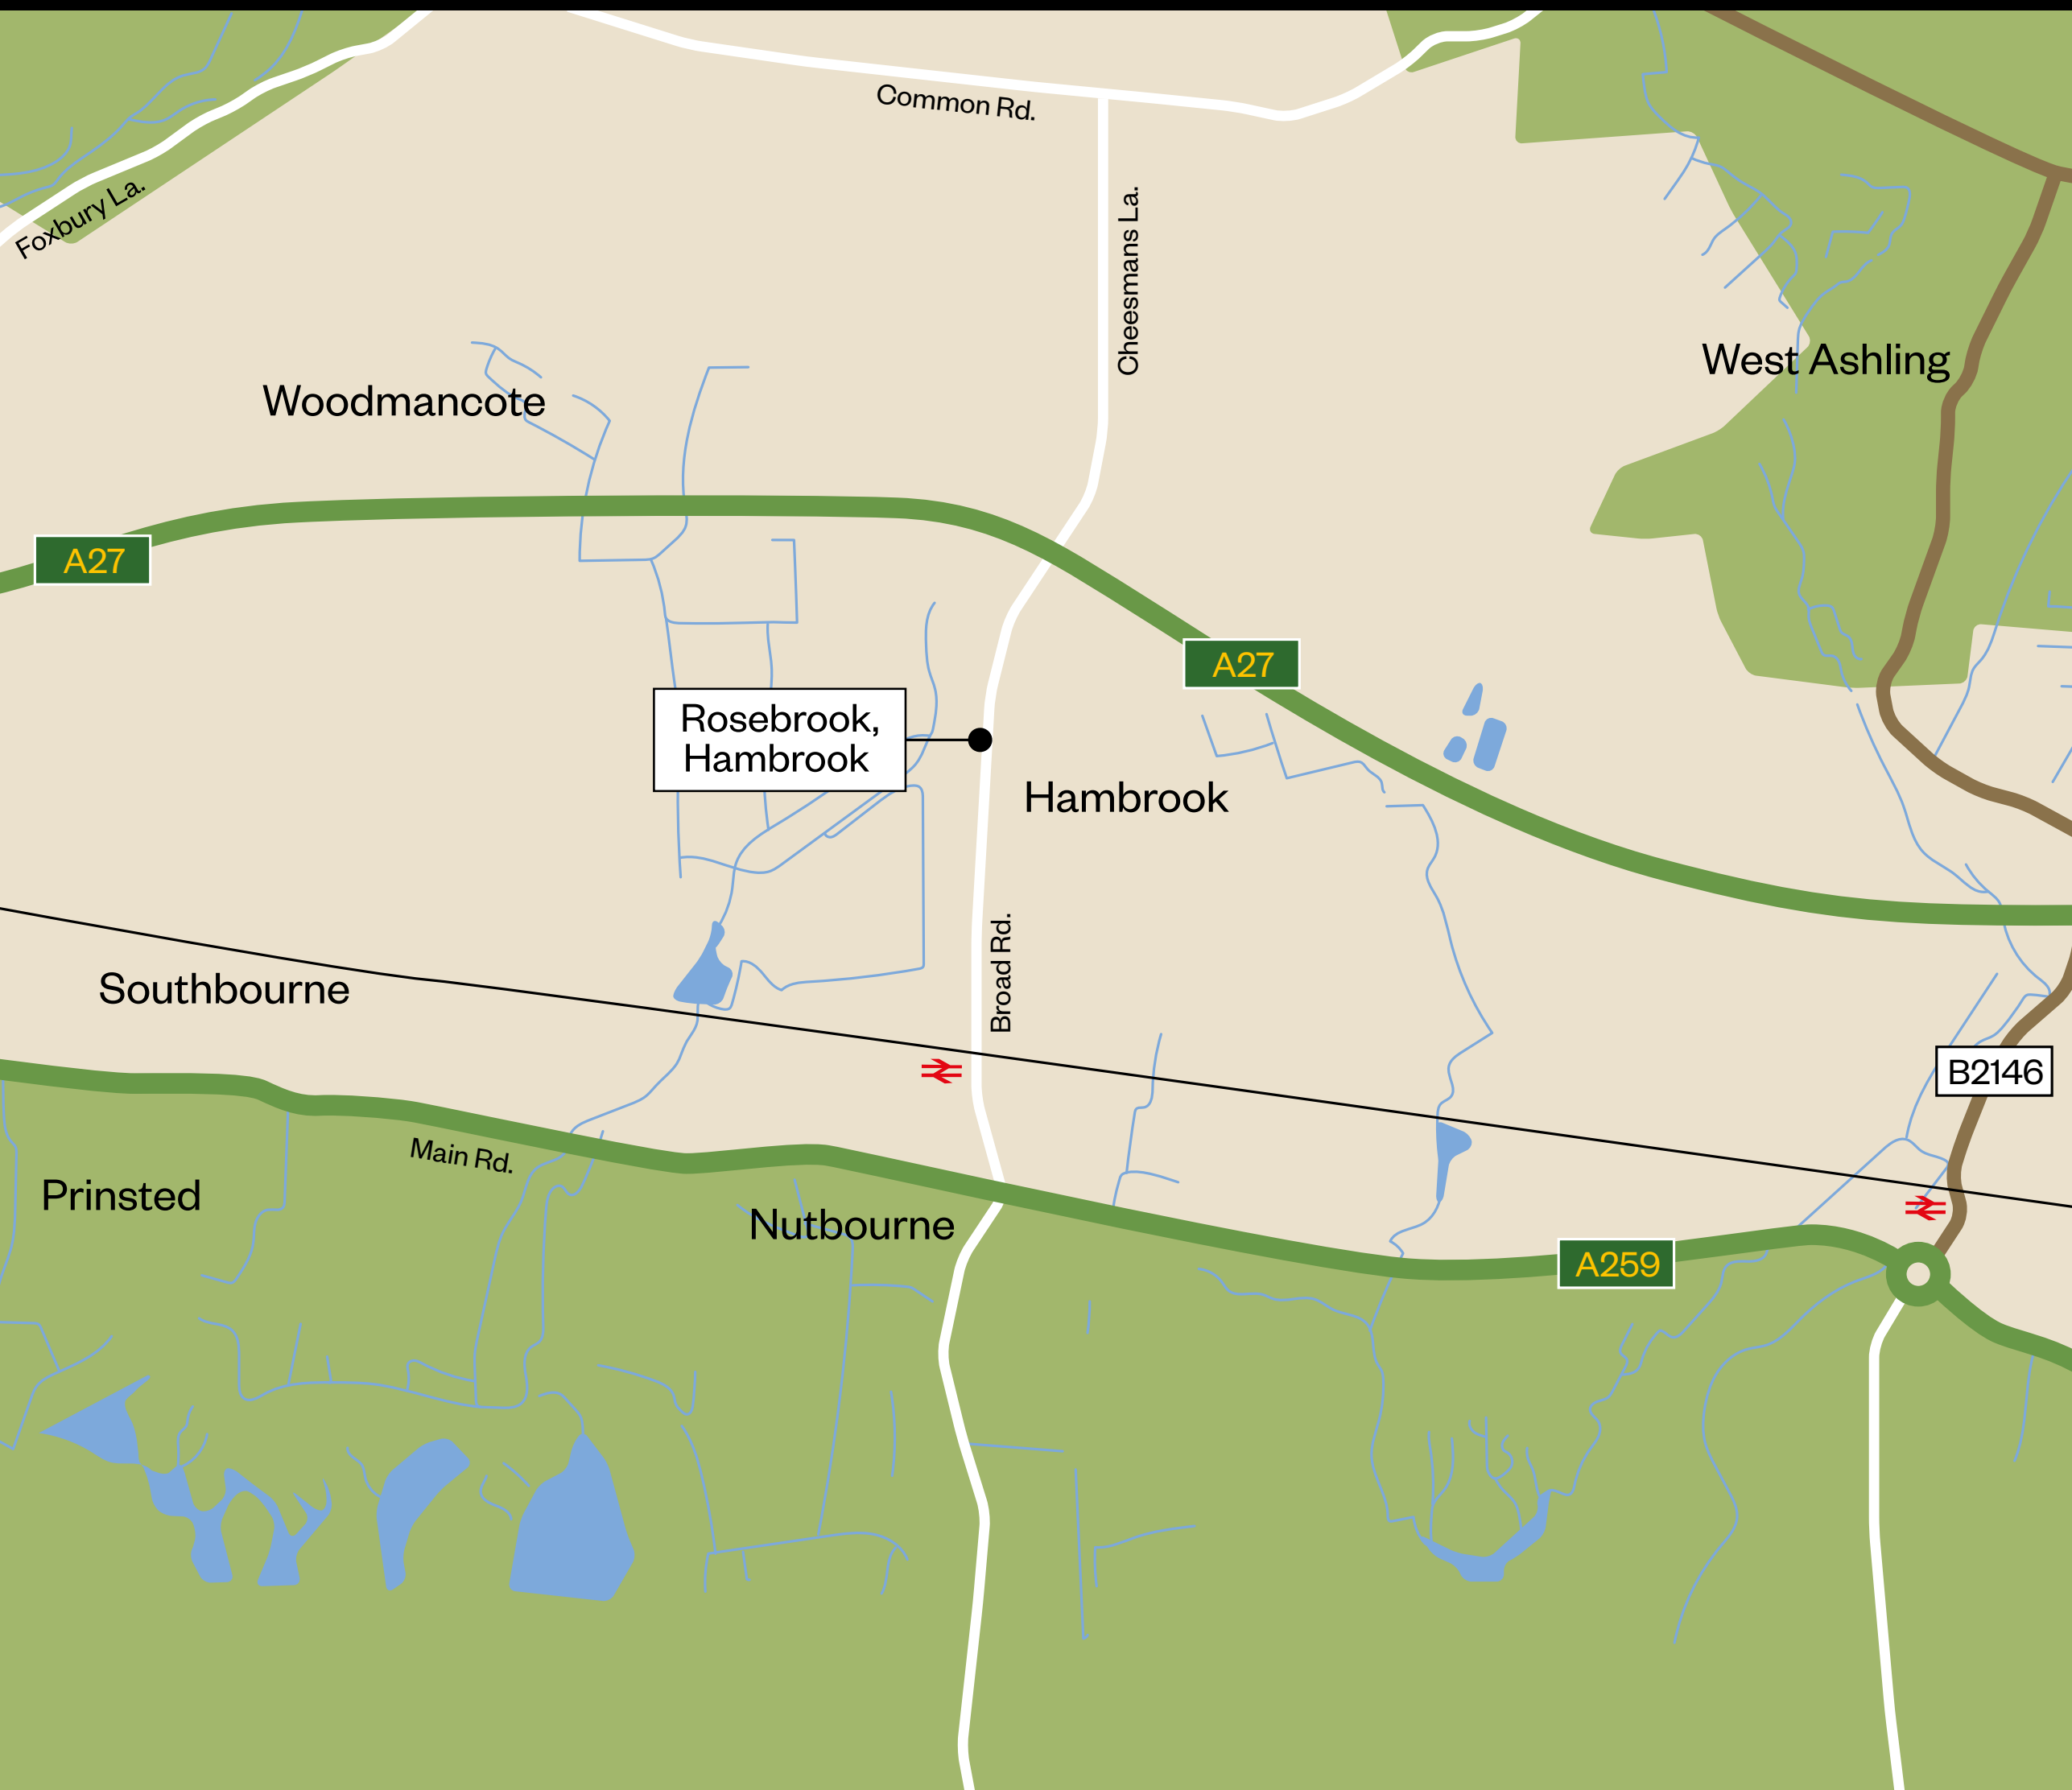 Common Rd.
Foxbury La.
Cheesmans La.
West Ashling
Woodmancote
A27
A27
Rosebrook,
Hambrook
Hambrook
Broad Rd.
Southbourne
B2146
Main Rd.
Prinsted
Nutbourne
A259